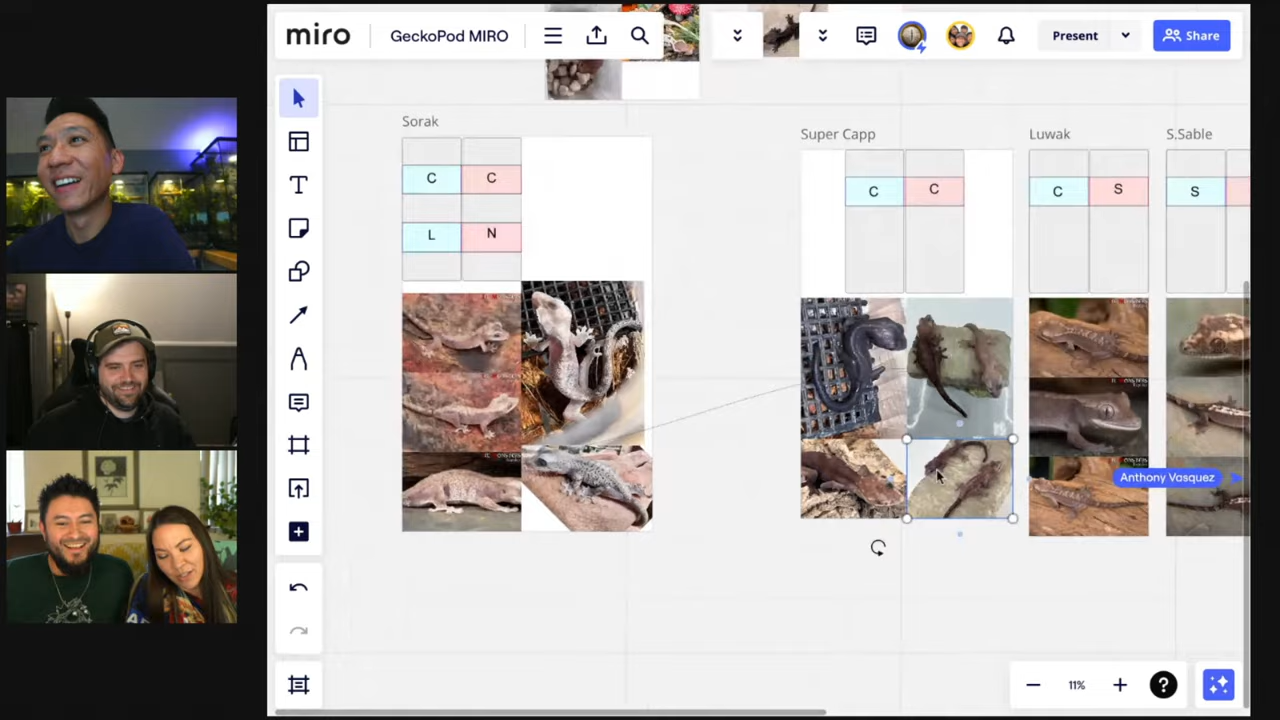 miro
GeckoPod MIRO
Present
Share
Sorak
Super Capp
Luwak
S.Sable
C C
C C
C S
S
L N
Anthony Vasquez
11%
?